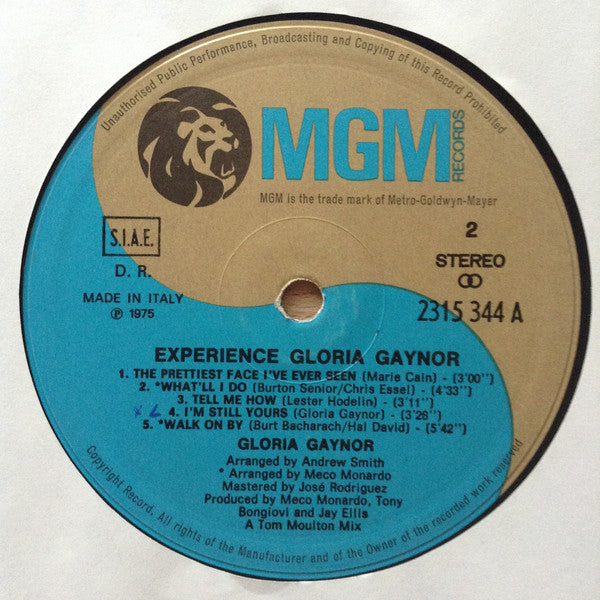 Unauthorised Public Performance, Broadcasting and Copying of this Record Prohibited
MGM
RECORDS
MGM is the trade mark of Metro-Goldwyn-Mayer
S.I.A.E.
D. R.
MADE IN ITALY
℗ 1975
2
STEREO
2315 344 A
EXPERIENCE GLORIA GAYNOR
1. THE PRETTIEST FACE I'VE EVER SEEN (Marie Cain) - (3'00'')
2. *WHAT'LL I DO (Burton Senior/Chris Essel) - (4'33'')
3. TELL ME HOW (Lester Hodelin) - (3'11'')
4. I'M STILL YOURS (Gloria Gaynor) - (3'26'')
5. *WALK ON BY (Burt Bacharach/Hal David) - (5'42'')
GLORIA GAYNOR
Arranged by Andrew Smith
* Arranged by Meco Monardo
Mastered by José Rodriguez
Produced by Meco Monardo, Tony
Bongiovi and Jay Ellis
A Tom Moulton Mix
Copyright Record. All rights of the Manufacturer and of the Owner of the recorded work reserved